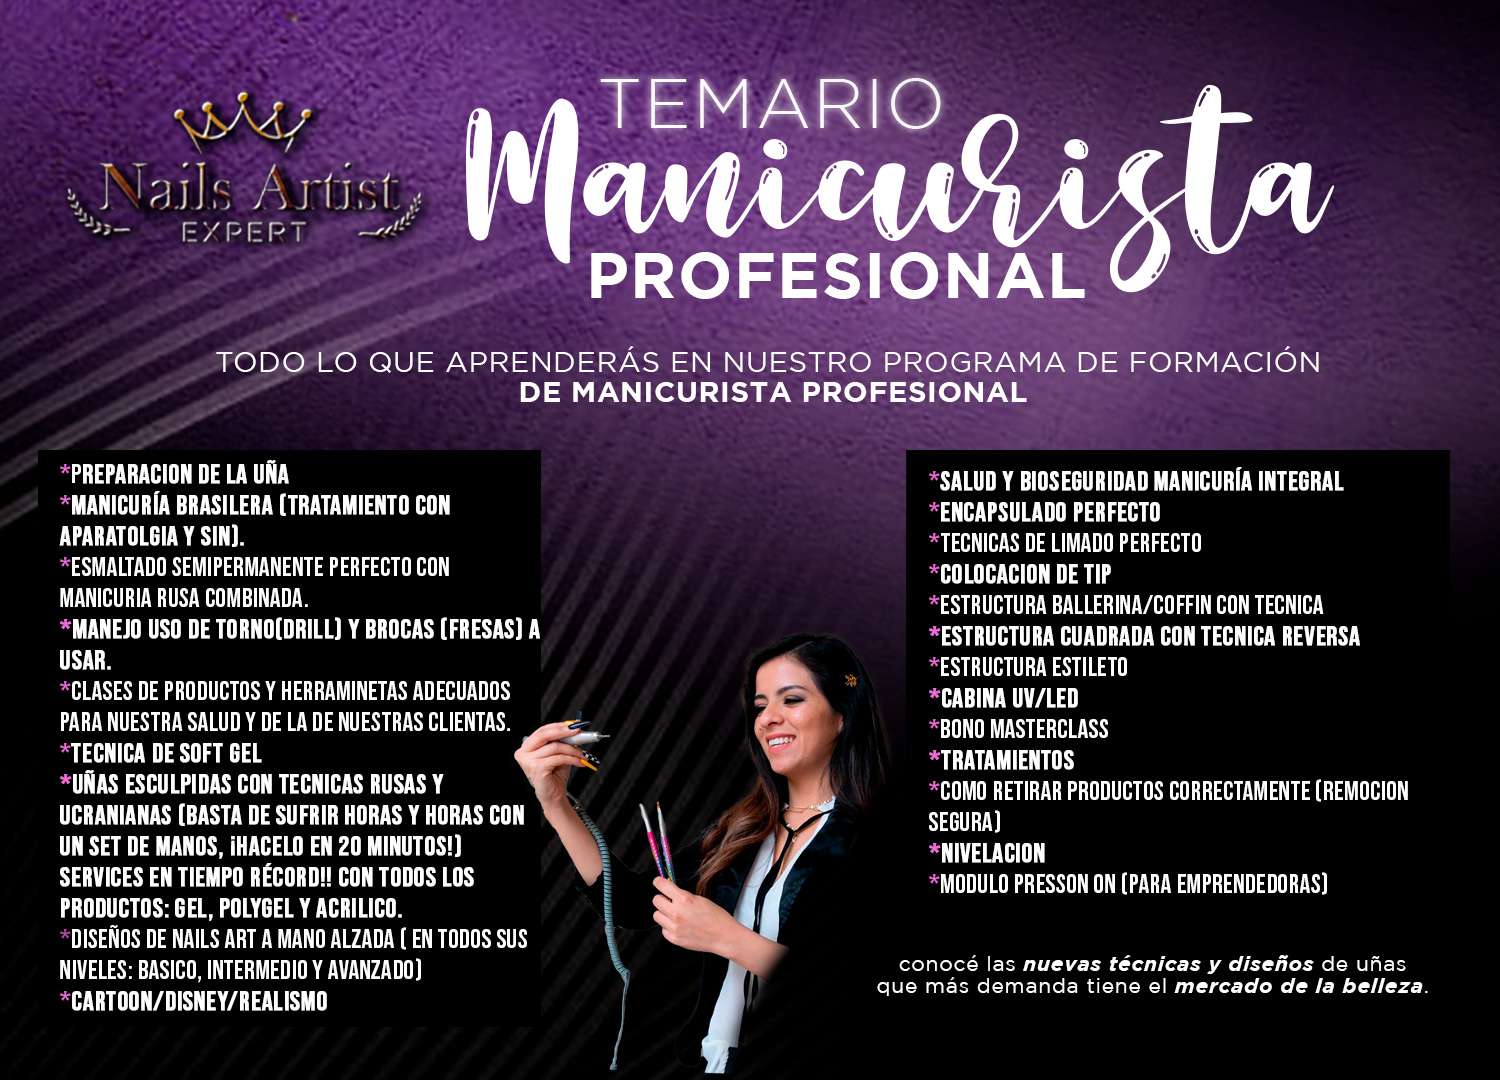 Nails Artist
EXPERT
TEMARIO
Manicurista
PROFESIONAL
TODO LO QUE APRENDERÁS EN NUESTRO PROGRAMA DE FORMACIÓN
DE MANICURISTA PROFESIONAL
*PREPARACION DE LA UÑA
*MANICURÍA BRASILERA (TRATAMIENTO CON
APARATOLGIA Y SIN).
*ESMALTADO SEMIPERMANENTE PERFECTO CON
MANICURIA RUSA COMBINADA.
*MANEJO USO DE TORNO(DRILL) Y BROCAS (FRESAS) A
USAR.
*CLASES DE PRODUCTOS Y HERRAMINETAS ADECUADOS
PARA NUESTRA SALUD Y DE LA DE NUESTRAS CLIENTAS.
*TECNICA DE SOFT GEL
*UÑAS ESCULPIDAS CON TECNICAS RUSAS Y
UCRANIANAS (BASTA DE SUFRIR HORAS Y HORAS CON
UN SET DE MANOS, ¡HACELO EN 20 MINUTOS!)
SERVICES EN TIEMPO RÉCORD!! CON TODOS LOS
PRODUCTOS: GEL, POLYGEL Y ACRILICO.
*DISEÑOS DE NAILS ART A MANO ALZADA ( EN TODOS SUS
NIVELES: BASICO, INTERMEDIO Y AVANZADO)
*CARTOON/DISNEY/REALISMO
*SALUD Y BIOSEGURIDAD MANICURÍA INTEGRAL
*ENCAPSULADO PERFECTO
*TECNICAS DE LIMADO PERFECTO
*COLOCACION DE TIP
*ESTRUCTURA BALLERINA/COFFIN CON TECNICA
*ESTRUCTURA CUADRADA CON TECNICA REVERSA
*ESTRUCTURA ESTILETO
*CABINA UV/LED
*BONO MASTERCLASS
*TRATAMIENTOS
*COMO RETIRAR PRODUCTOS CORRECTAMENTE (REMOCION
SEGURA)
*NIVELACION
*MODULO PRESSON ON (PARA EMPRENDEDORAS)
conocé las nuevas técnicas y diseños de uñas
que más demanda tiene el mercado de la belleza.